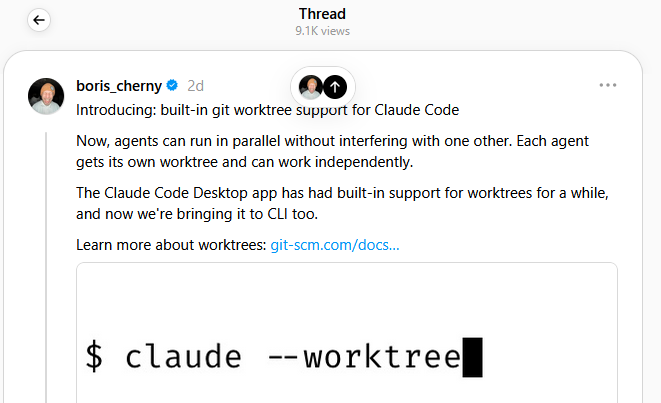 Thread
9.1K views
boris_cherny 2d
Introducing: built-in git worktree support for Claude Code
Now, agents can run in parallel without interfering with one other. Each agent
gets its own worktree and can work independently.
The Claude Code Desktop app has had built-in support for worktrees for a while,
and now we're bringing it to CLI too.
Learn more about worktrees: git-scm.com/docs...
$ claude --worktree